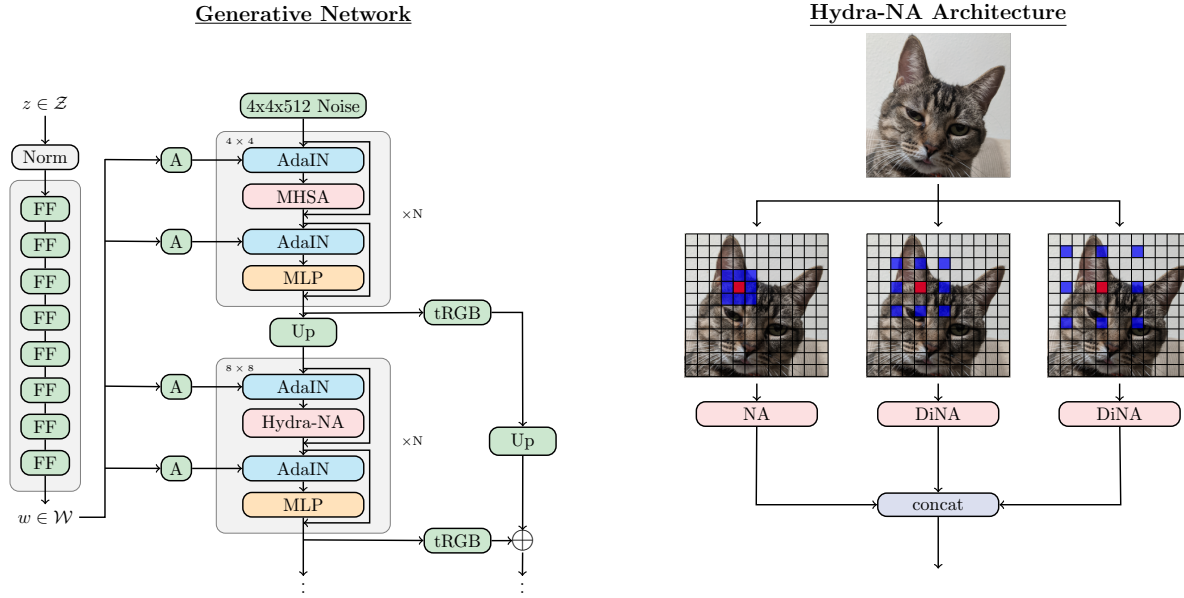 Generative Network
z ∈ 𝒵
Norm
FF
FF
FF
FF
FF
FF
FF
FF
w ∈ 𝒲
A
A
A
A
4x4x512 Noise
4 × 4
AdaIN
MHSA
×N
AdaIN
MLP
tRGB
Up
8 × 8
AdaIN
Hydra-NA
×N
Up
AdaIN
MLP
tRGB
⋮
⋮
Hydra-NA Architecture
NA
DiNA
DiNA
concat